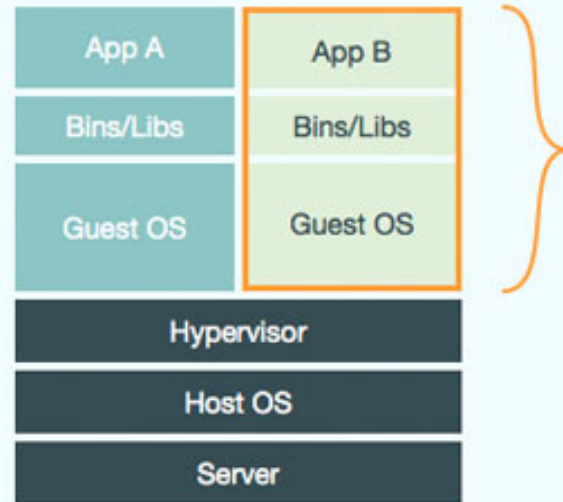 App A
App B
Bins/Libs
Bins/Libs
Guest OS
Guest OS
Hypervisor
Host OS
Server